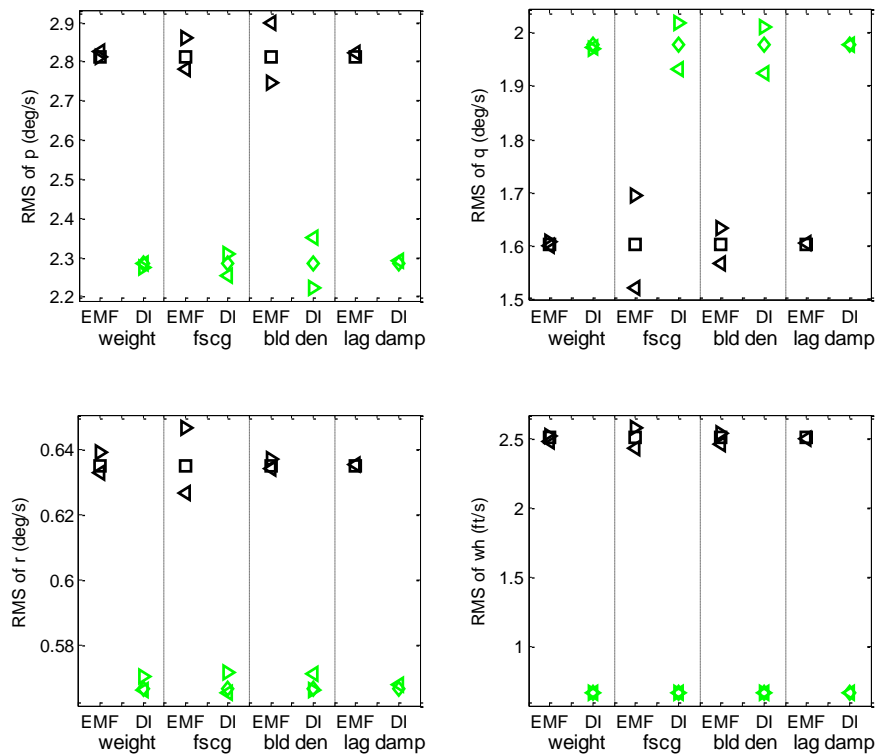 RMS of p (deg/s)
2.9
2.8
2.7
2.6
2.5
2.4
2.3
2.2
EMF DI EMF DI EMF DI EMF DI
weight fscg bld den lag damp
RMS of q (deg/s)
2
1.9
1.8
1.7
1.6
1.5
EMF DI EMF DI EMF DI EMF DI
weight fscg bld den lag damp
RMS of r (deg/s)
0.64
0.62
0.6
0.58
EMF DI EMF DI EMF DI EMF DI
weight fscg bld den lag damp
RMS of wh (ft/s)
2.5
2
1.5
1
EMF DI EMF DI EMF DI EMF DI
weight fscg bld den lag damp